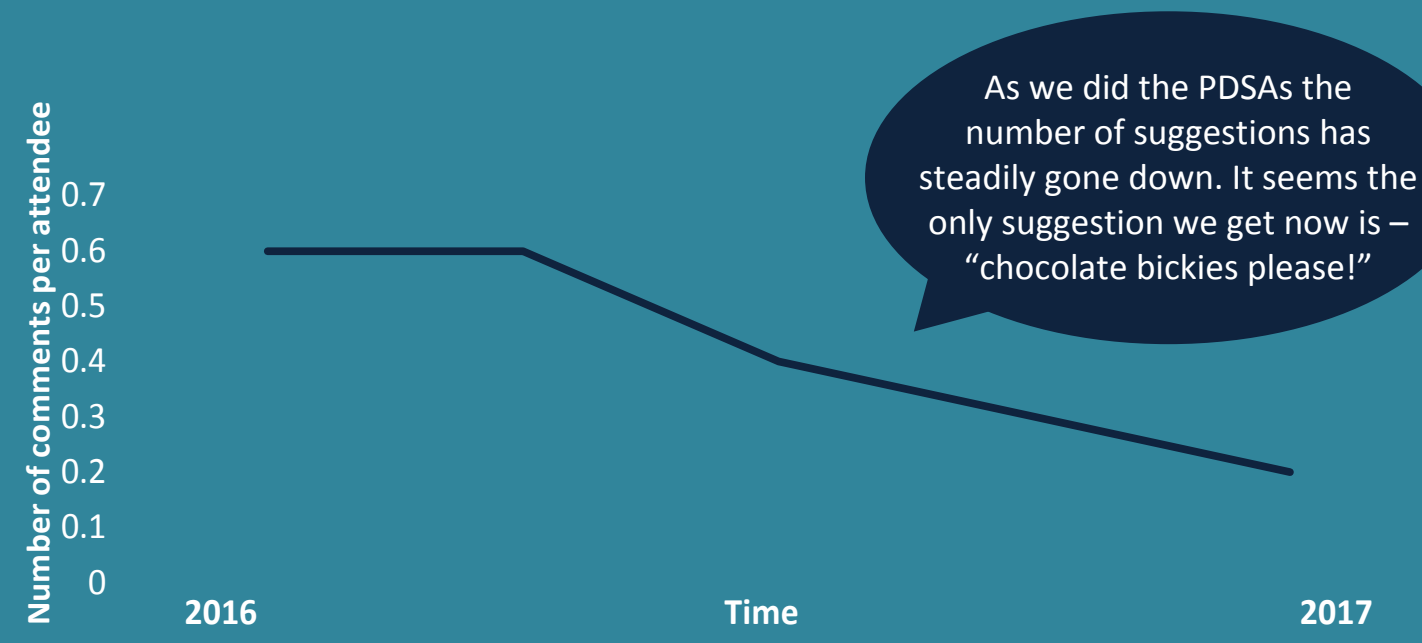 As we did the PDSAs the
number of suggestions has
steadily gone down. It seems the
only suggestion we get now is –
“chocolate bickies please!”
Number of comments per attendee
0.7
0.6
0.5
0.4
0.3
0.2
0.1
0
2016 Time 2017